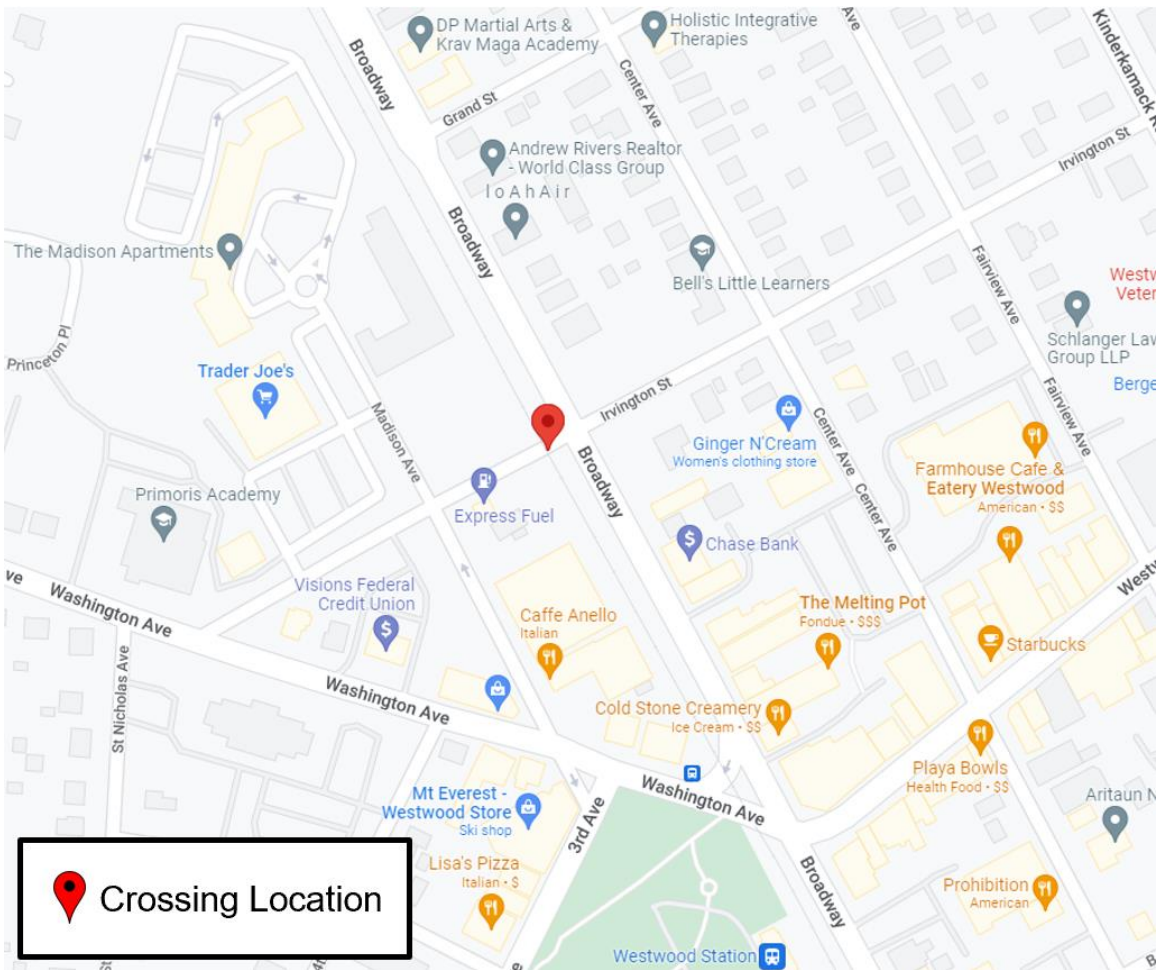 DP Martial Arts &
Krav Maga Academy
Holistic Integrative
Therapies
Ave
Kinderkamack
Broadway
Grand St
Center Ave
Irvington St
Andrew Rivers Realtor
- World Class Group
l o A h A i r
Broadway
The Madison Apartments
Bell's Little Learners
Fairview Ave
Princeton Pl
Schlanger Law
Group LLP
Trader Joe's
Madison Ave
Irvington St
Fairview Ave
Ginger N'Cream
Women's clothing store
Center Ave
Farmhouse Cafe &
Eatery Westwood
American • $$
Primoris Academy
Express Fuel
Broadway
Center Ave
Chase Bank
Visions Federal
Credit Union
Washington Ave
Caffe Anello
Italian
The Melting Pot
Fondue • $$$
Starbucks
St Nicholas Ave
Washington Ave
Cold Stone Creamery
Ice Cream • $$
Playa Bowls
Health Food • $$
Mt Everest -
Westwood Store
Ski shop
Washington Ave
3rd Ave
Aritaun
Lisa's Pizza
Italian • $
Broadway
Prohibition
American
Westwood Station
Crossing Location